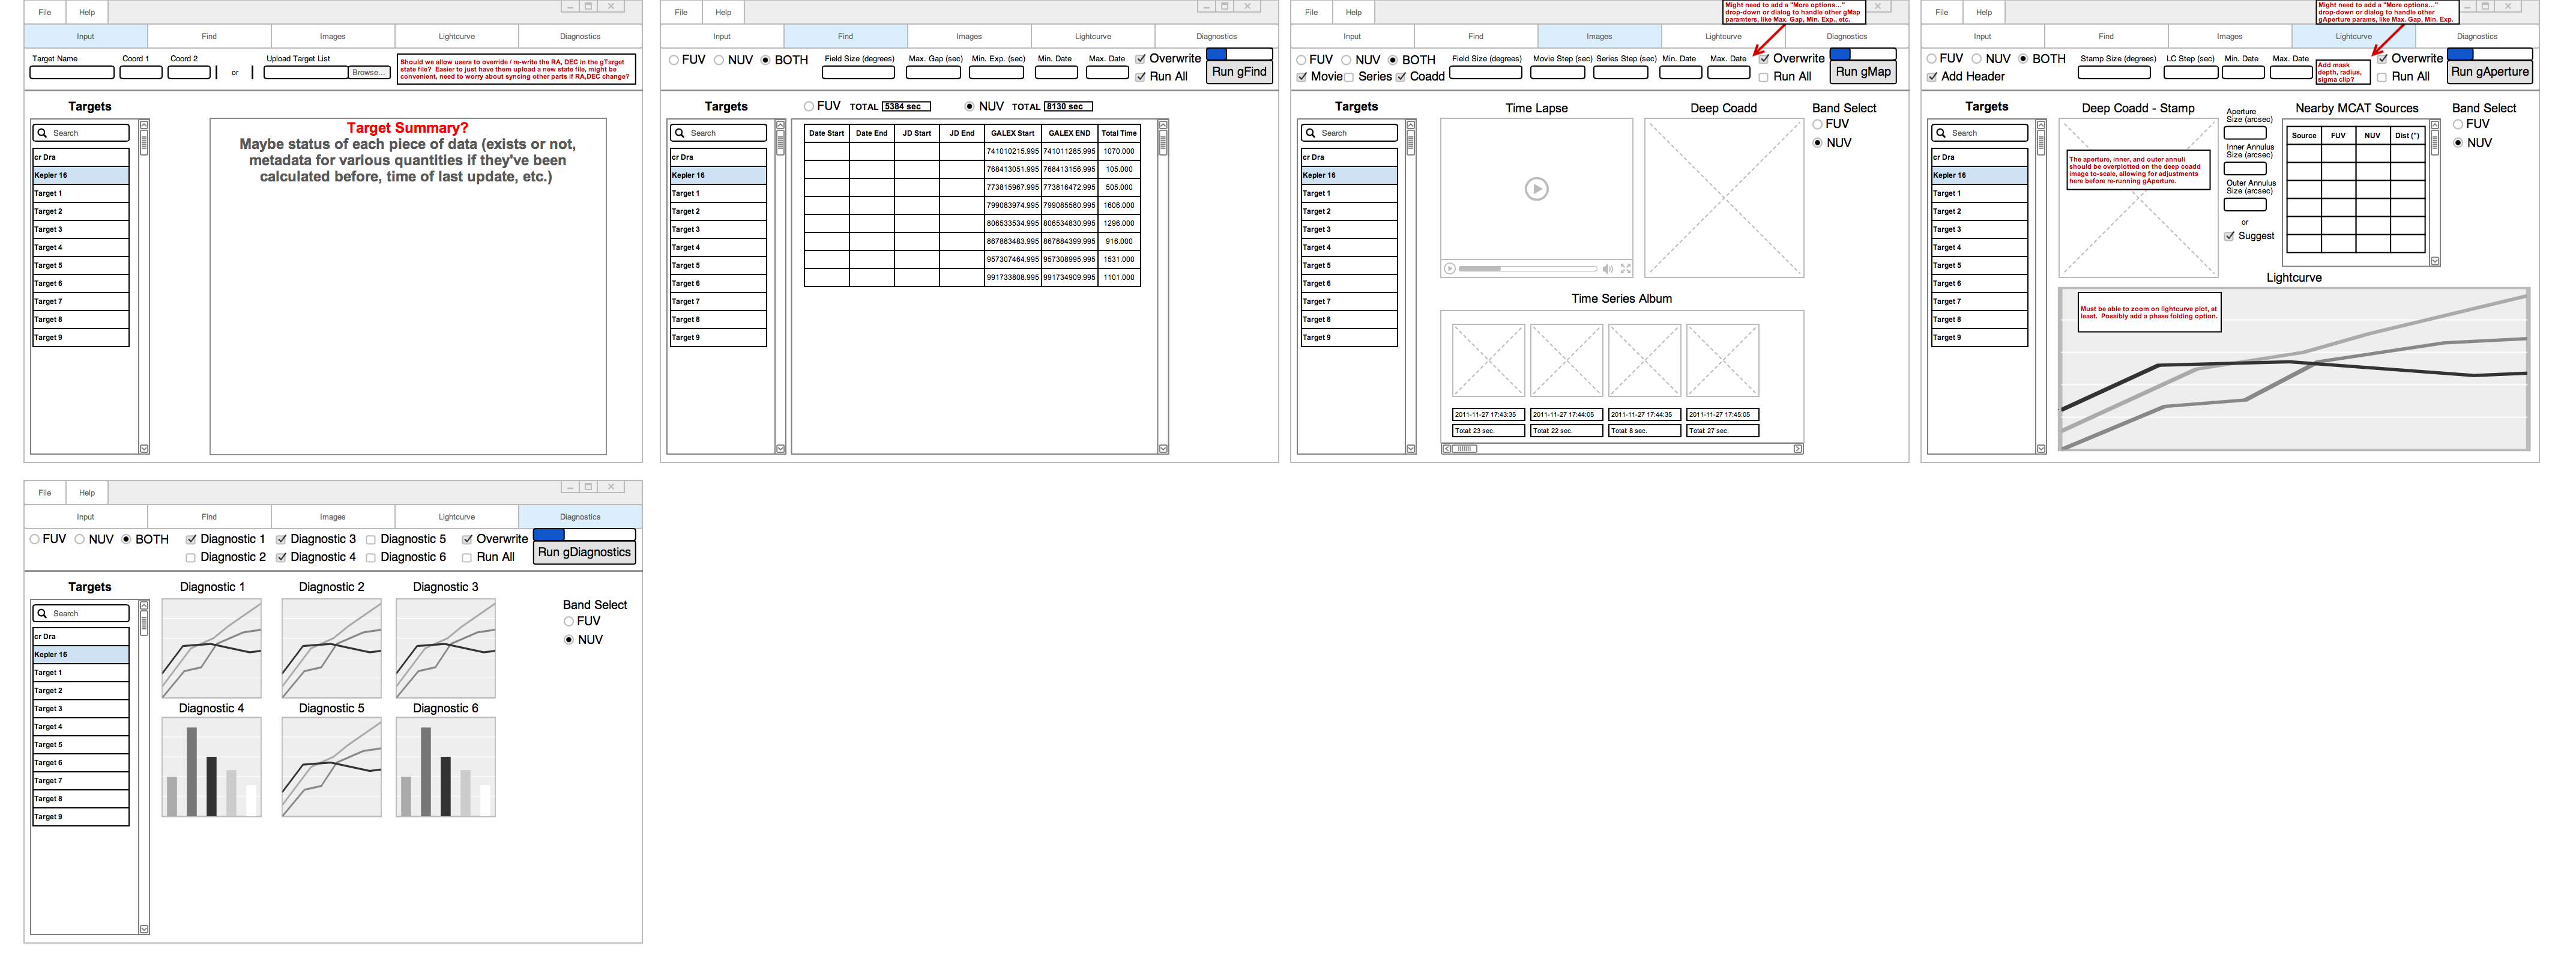 File Help
Input Find Images Lightcurve Diagnostics
Target Name Coord 1 Coord 2 Upload Target List
or Browse...
Should we allow users to override / re-write the RA, DEC in the gTarget
state file? Easier to just have them upload a new state file, might be
convenient, need to worry about syncing other parts if RA,DEC change?
Targets
Search
cr Dra
Kepler 16
Target 1
Target 2
Target 3
Target 4
Target 5
Target 6
Target 7
Target 8
Target 9
Target Summary?
Maybe status of each piece of data (exists or not,
metadata for various quantities if they've been
calculated before, time of last update, etc.)
File Help
Input Find Images Lightcurve Diagnostics
FUV NUV BOTH Field Size (degrees) Max. Gap (sec) Min. Exp. (sec) Min. Date Max. Date Overwrite
Run All Run gFind
Targets
Search
cr Dra
Kepler 16
Target 1
Target 2
Target 3
Target 4
Target 5
Target 6
Target 7
Target 8
Target 9
FUV TOTAL 5384 sec NUV TOTAL 8130 sec
Date Start Date End JD Start JD End GALEX Start GALEX END Total Time
741010215.995 741011285.995 1070.000
768413051.995 768413156.995 105.000
773815967.995 773816472.995 505.000
799083974.995 799085580.995 1606.000
806533534.995 806534830.995 1296.000
867883483.995 867884399.995 916.000
957307464.995 957308995.995 1531.000
991733808.995 991734909.995 1101.000
Might need to add a "More options..."
drop-down or dialog to handle other gMap
paramters, like Max. Gap, Min. Exp., etc.
File Help
Input Find Images Lightcurve Diagnostics
FUV NUV BOTH Field Size (degrees) Movie Step (sec) Series Step (sec) Min. Date Max. Date Overwrite
Movie Series Coadd Run All Run gMap
Targets
Search
cr Dra
Kepler 16
Target 1
Target 2
Target 3
Target 4
Target 5
Target 6
Target 7
Target 8
Target 9
Time Lapse Deep Coadd Band Select
FUV
NUV
Time Series Album
2011-11-27 17:43:35 2011-11-27 17:44:05 2011-11-27 17:44:35 2011-11-27 17:45:05
Total: 23 sec. Total: 22 sec. Total: 8 sec. Total: 27 sec.
Might need to add a "More options..."
drop-down or dialog to handle other
gAperture params, like Max. Gap, Min. Exp.
File Help
Input Find Images Lightcurve Diagnostics
FUV NUV BOTH Stamp Size (degrees) LC Step (sec) Min. Date Max. Date Overwrite
Add Header Run All Run gAperture
Add mask
depth, radius,
sigma clip?
Targets
Search
cr Dra
Kepler 16
Target 1
Target 2
Target 3
Target 4
Target 5
Target 6
Target 7
Target 8
Target 9
Deep Coadd - Stamp
The aperture, inner, and outer annuli
should be overplotted on the deep coadd
image to-scale, allowing for adjustments
here before re-running gAperture.
Aperture
Size (arcsec)
Inner Annulus
Size (arcsec)
Outer Annulus
Size (arcsec)
or
Suggest
Nearby MCAT Sources
Source FUV NUV Dist (")
Band Select
FUV
NUV
Lightcurve
Must be able to zoom on lightcurve plot, at
least. Possibly add a phase folding option.
File Help
Input Find Images Lightcurve Diagnostics
FUV NUV BOTH Diagnostic 1 Diagnostic 3 Diagnostic 5 Overwrite
Diagnostic 2 Diagnostic 4 Diagnostic 6 Run All Run gDiagnostics
Targets
Search
cr Dra
Kepler 16
Target 1
Target 2
Target 3
Target 4
Target 5
Target 6
Target 7
Target 8
Target 9
Diagnostic 1 Diagnostic 2 Diagnostic 3
Diagnostic 4 Diagnostic 5 Diagnostic 6
Band Select
FUV
NUV